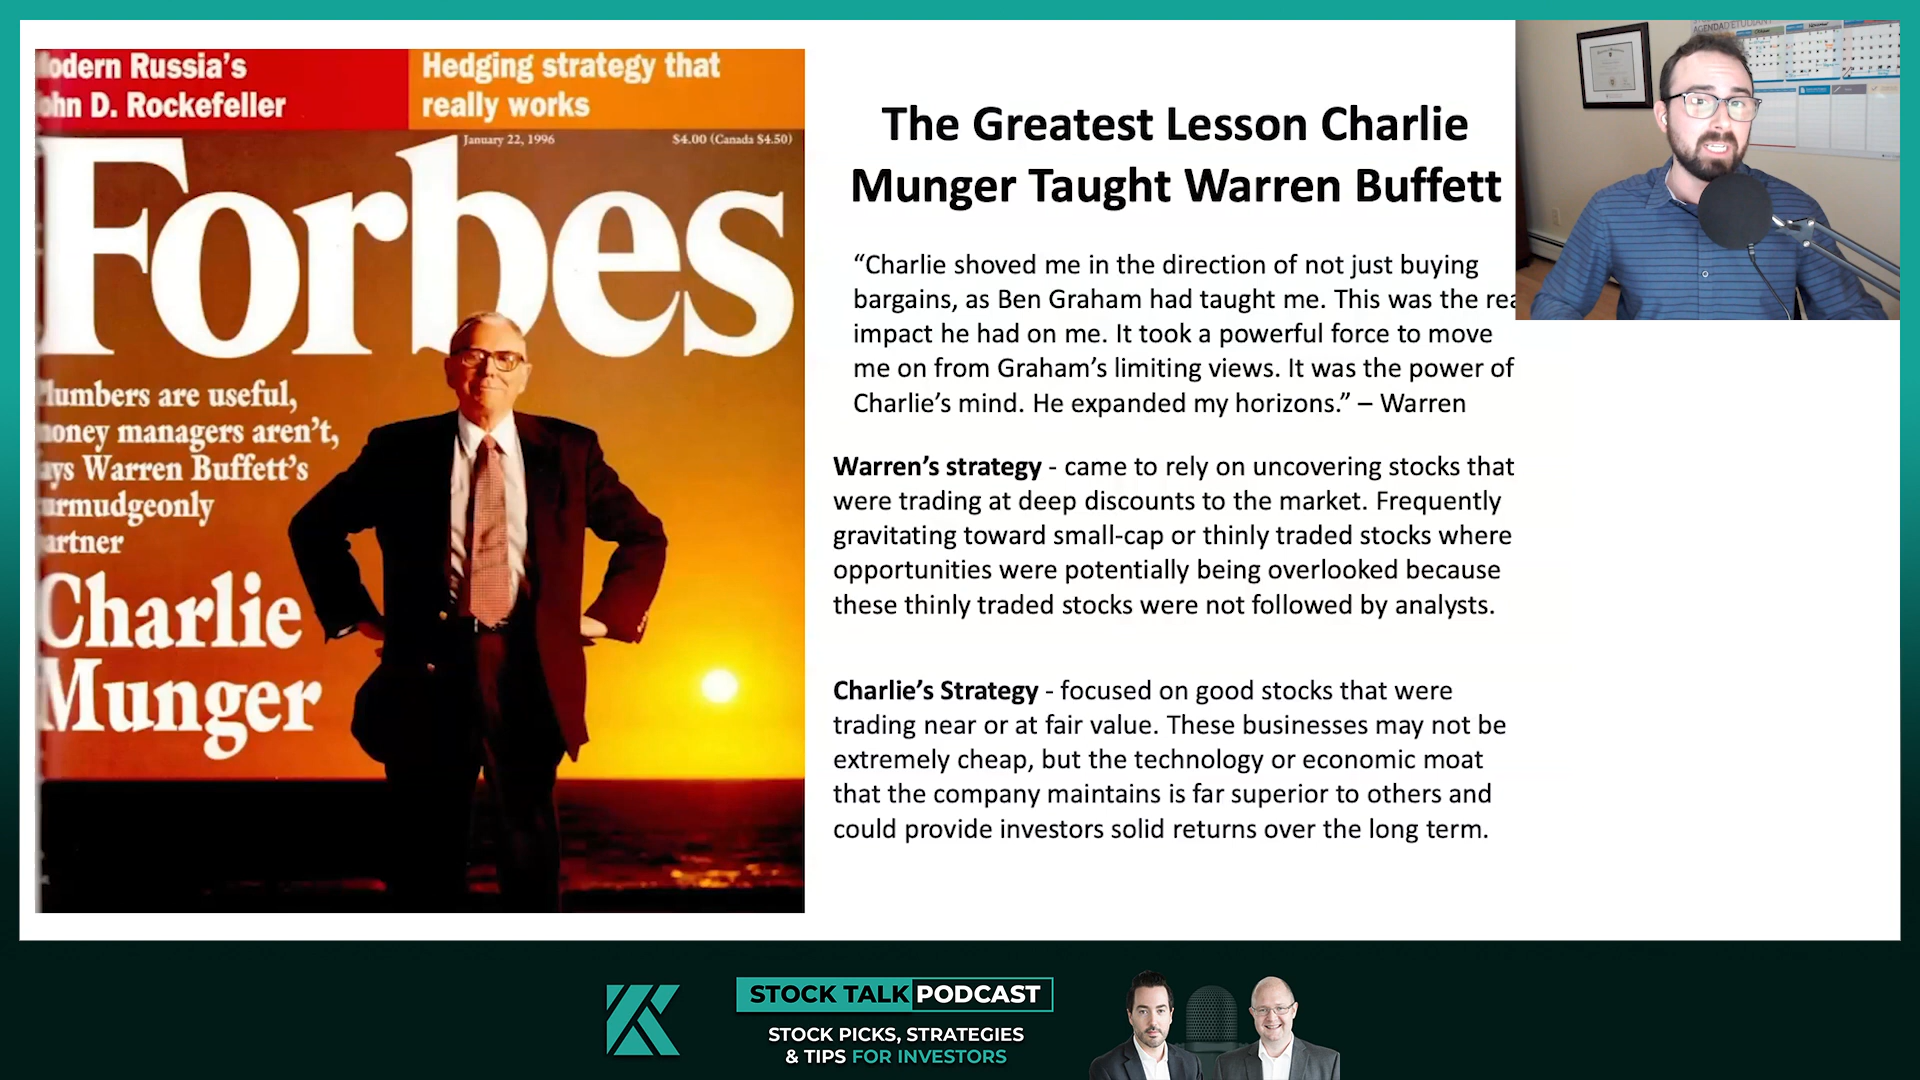 odern Russia's
ohn D. Rockefeller
Hedging strategy that
really works
January 22, 1996
$4.00 (Canada $4.50)
Forbes
lumbers are useful,
oney managers aren't,
ays Warren Buffett's
urmudgeonly
artner
Charlie
Munger
The Greatest Lesson Charlie
Munger Taught Warren Buffett
“Charlie shoved me in the direction of not just buying
bargains, as Ben Graham had taught me. This was the rea
impact he had on me. It took a powerful force to move
me on from Graham’s limiting views. It was the power of
Charlie’s mind. He expanded my horizons.” – Warren
Warren’s strategy - came to rely on uncovering stocks that
were trading at deep discounts to the market. Frequently
gravitating toward small-cap or thinly traded stocks where
opportunities were potentially being overlooked because
these thinly traded stocks were not followed by analysts.
Charlie’s Strategy - focused on good stocks that were
trading near or at fair value. These businesses may not be
extremely cheap, but the technology or economic moat
that the company maintains is far superior to others and
could provide investors solid returns over the long term.
AGENDA ÉTUDIANT
STOCK TALK PODCAST
STOCK PICKS, STRATEGIES
& TIPS FOR INVESTORS